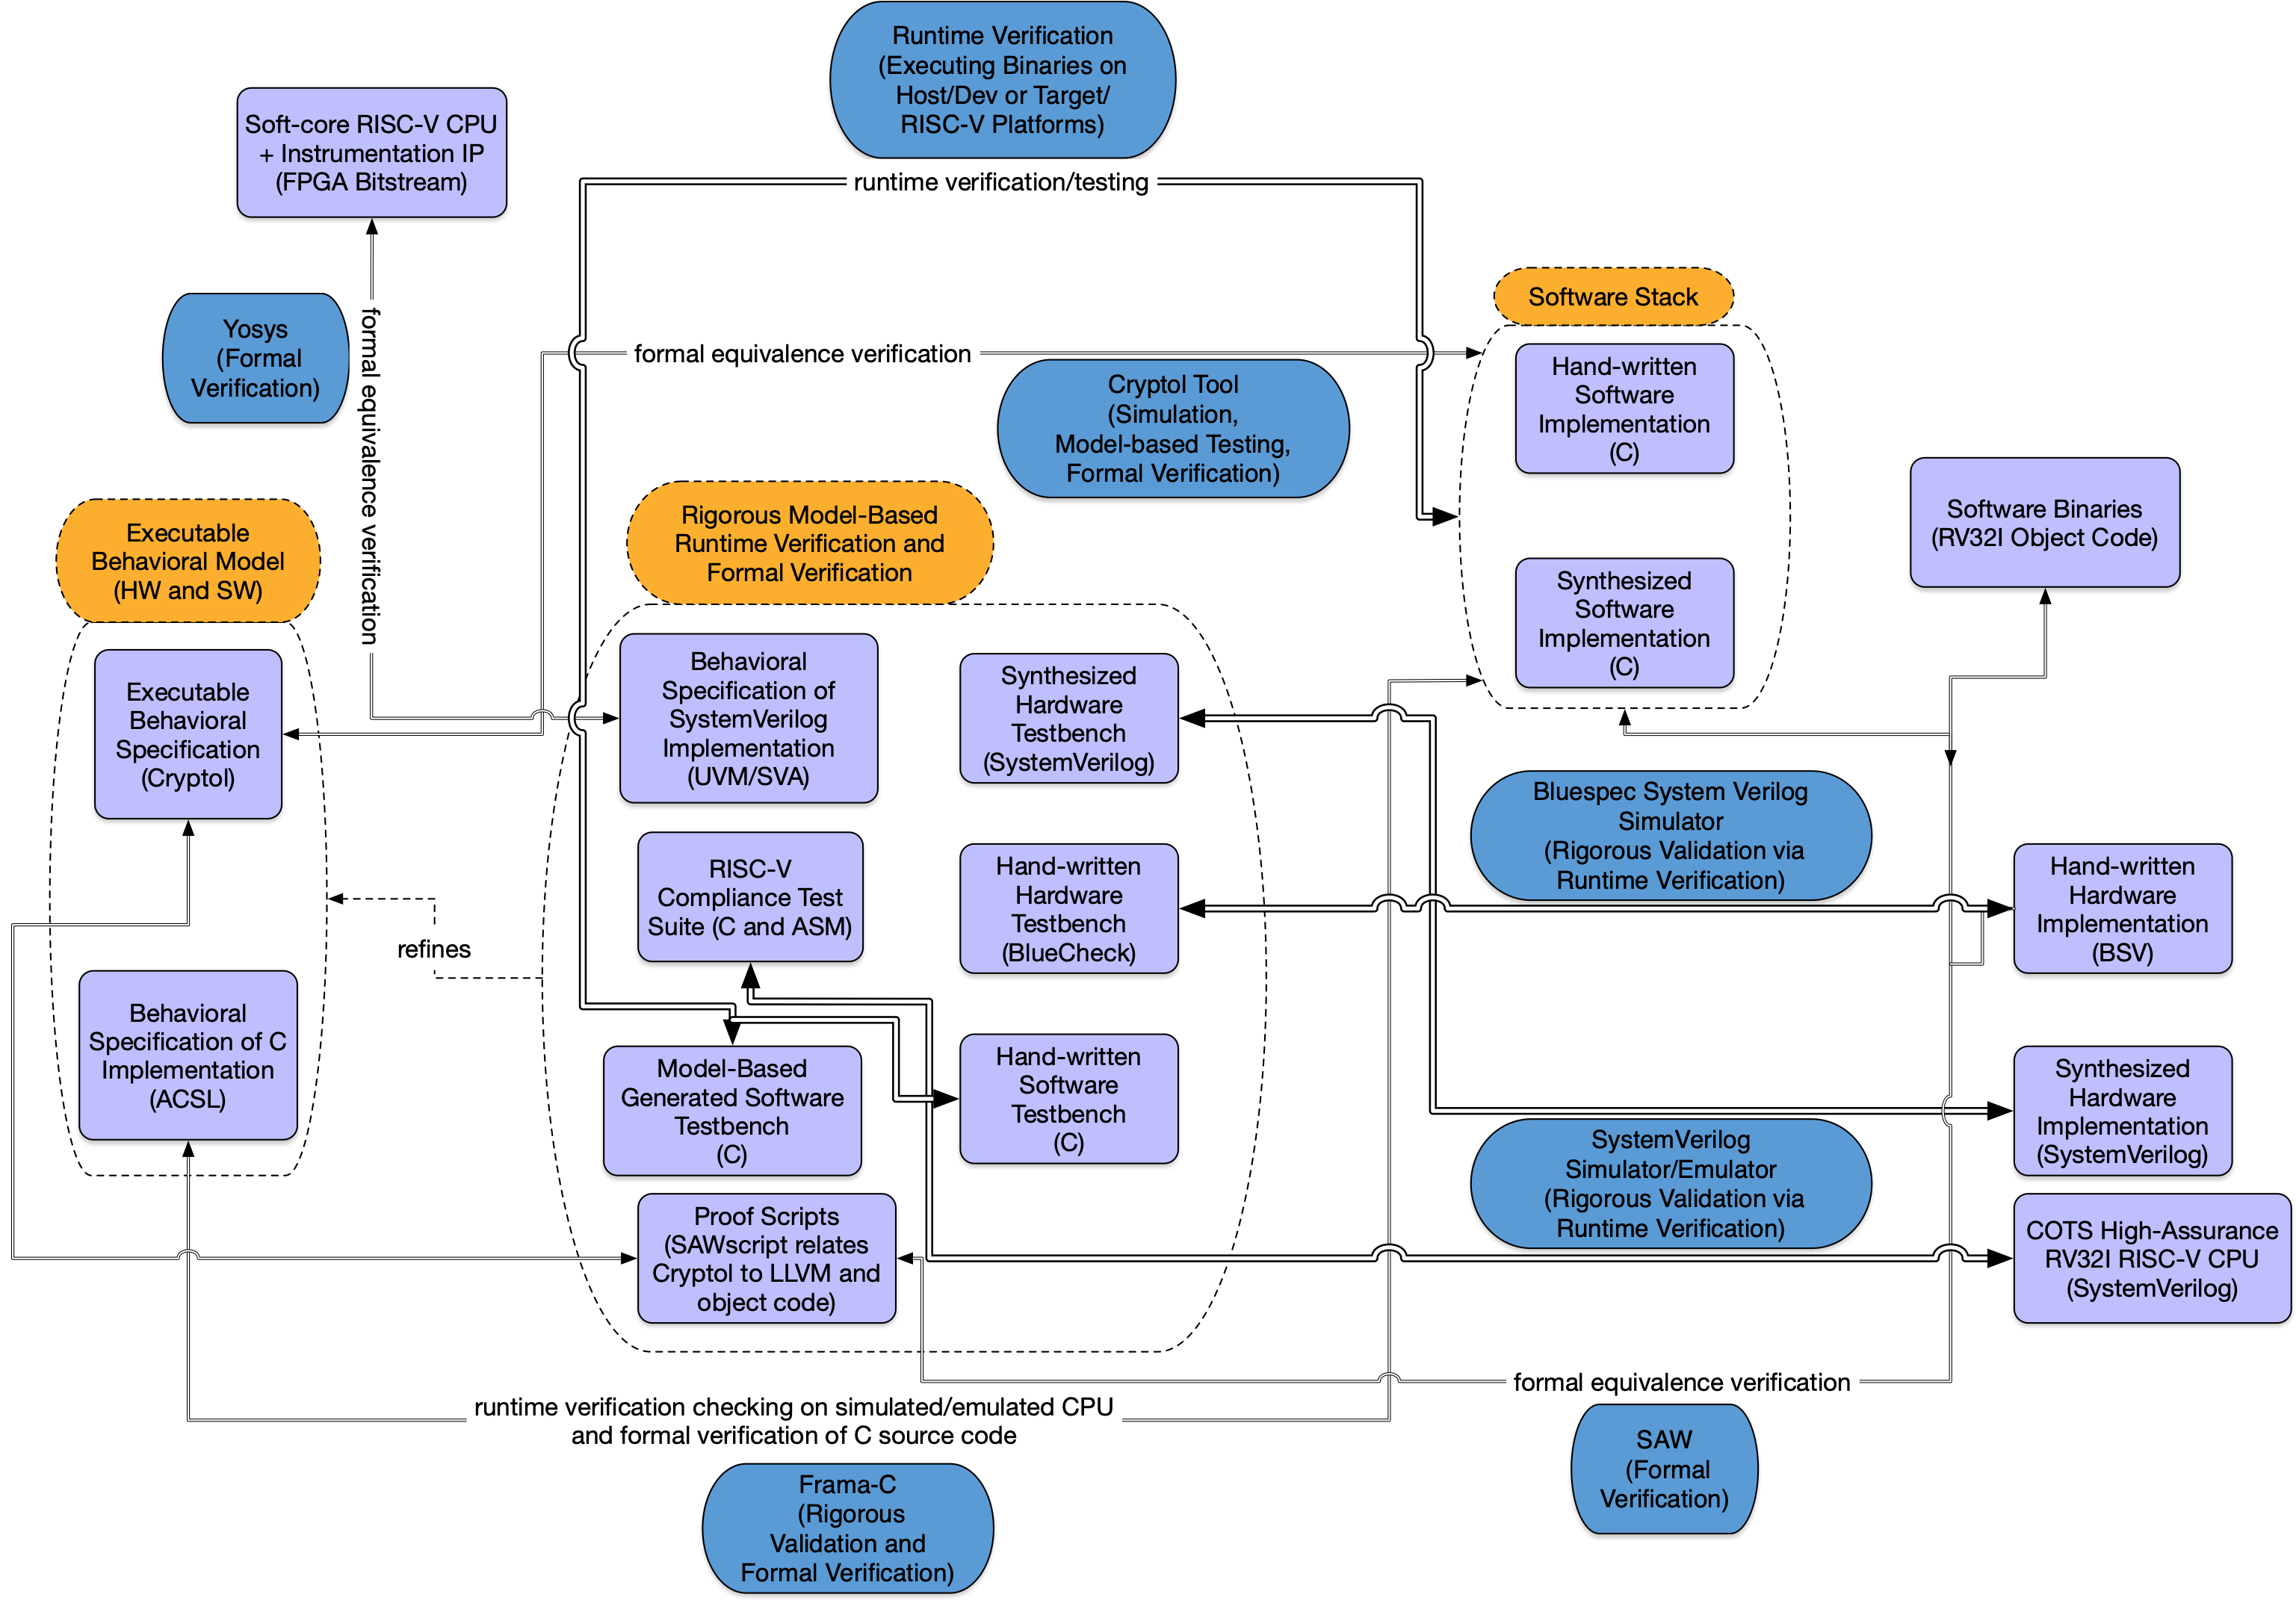 Runtime Verification
(Executing Binaries on
Host/Dev or Target/
RISC-V Platforms)
Soft-core RISC-V CPU
+ Instrumentation IP
(FPGA Bitstream)
runtime verification/testing
Yosys
(Formal
Verification)
formal equivalence verification
formal equivalence verification
Software Stack
Hand-written
Software
Implementation
(C)
Cryptol Tool
(Simulation,
Model-based Testing,
Formal Verification)
Synthesized
Software
Implementation
(C)
Software Binaries
(RV32I Object Code)
Executable
Behavioral Model
(HW and SW)
Rigorous Model-Based
Runtime Verification and
Formal Verification
Executable
Behavioral
Specification
(Cryptol)
Behavioral
Specification of
SystemVerilog
Implementation
(UVM/SVA)
Synthesized
Hardware
Testbench
(SystemVerilog)
Bluespec System Verilog
Simulator
(Rigorous Validation via
Runtime Verification)
RISC-V
Compliance Test
Suite (C and ASM)
Hand-written
Hardware
Testbench
(BlueCheck)
Hand-written
Hardware
Implementation
(BSV)
refines
Behavioral
Specification of C
Implementation
(ACSL)
Model-Based
Generated Software
Testbench
(C)
Hand-written
Software
Testbench
(C)
Synthesized
Hardware
Implementation
(SystemVerilog)
SystemVerilog
Simulator/Emulator
(Rigorous Validation via
Runtime Verification)
Proof Scripts
(SAWscript relates
Cryptol to LLVM and
object code)
COTS High-Assurance
RV32I RISC-V CPU
(SystemVerilog)
formal equivalence verification
runtime verification checking on simulated/emulated CPU
and formal verification of C source code
SAW
(Formal
Verification)
Frama-C
(Rigorous
Validation and
Formal Verification)